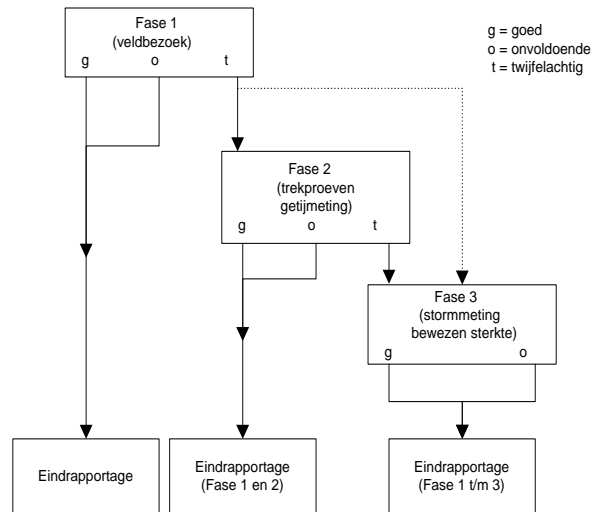 Fase 1
(veldbezoek)
g o t
g = goed
o = onvoldoende
t = twijfelachtig
Fase 2
(trekproeven
getijmeting)
g o t
Fase 3
(stormmeting
bewezen sterkte)
g o
Eindrapportage
Eindrapportage
(Fase 1 en 2)
Eindrapportage
(Fase 1 t/m 3)